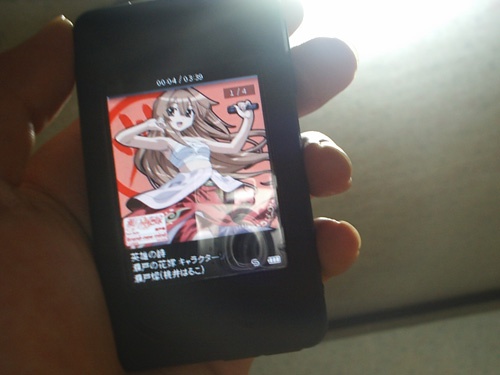 00:04 / 03:39
1 / 4
英雄の詩
瀬戸の花嫁 キャラクター
瀬戸燦(桃井はるこ)